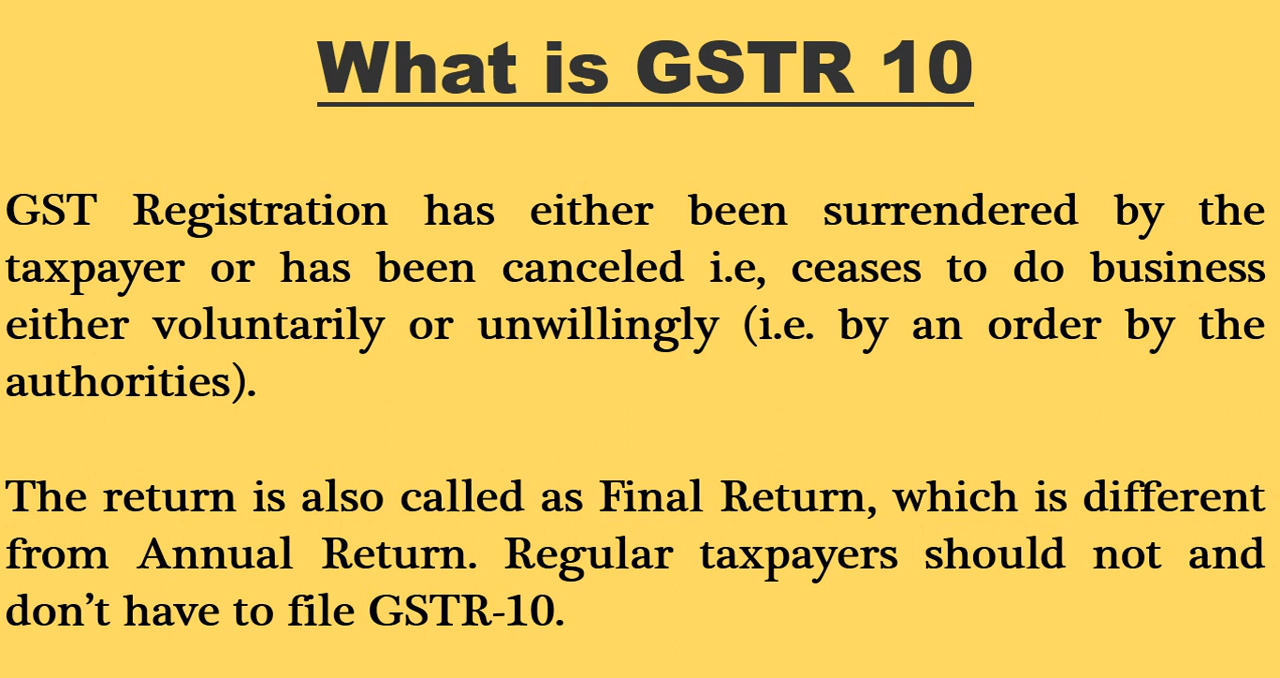 What is GSTR 10
GST Registration has either been surrendered by the
taxpayer or has been canceled i.e, ceases to do business
either voluntarily or unwillingly (i.e. by an order by the
authorities).
The return is also called as Final Return, which is different
from Annual Return. Regular taxpayers should not and
don’t have to file GSTR-10.